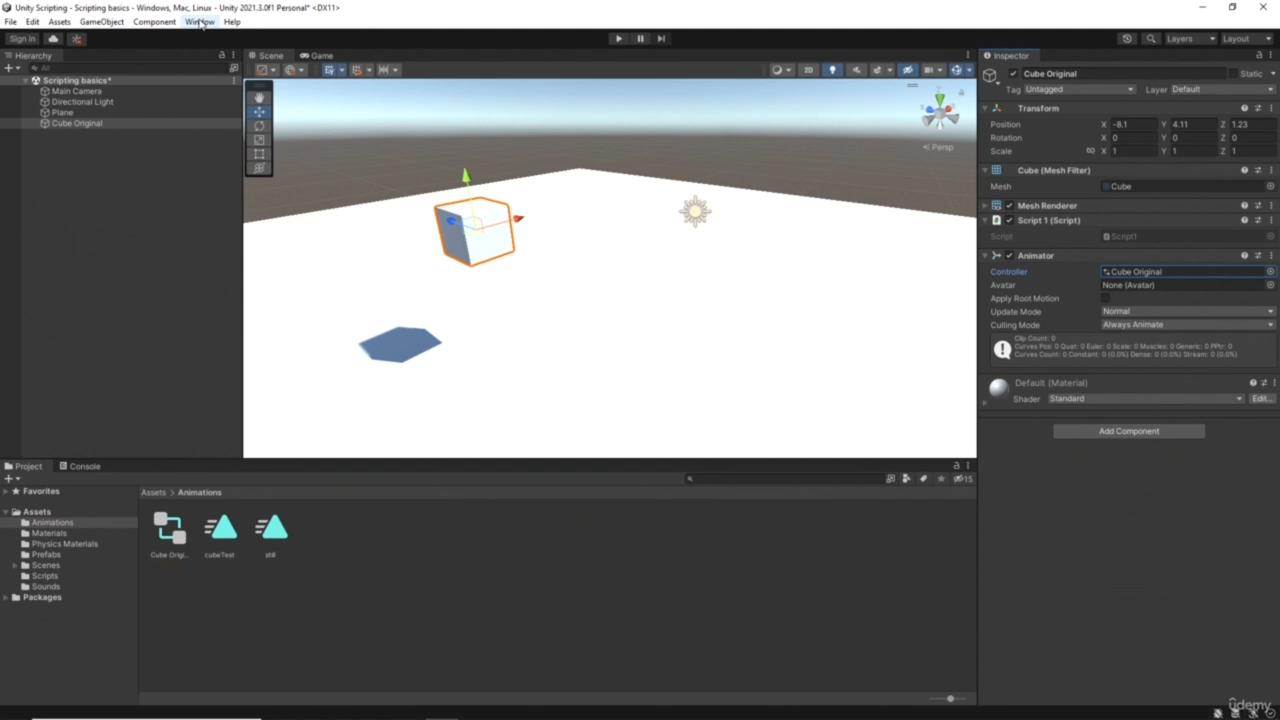 Unity Scripting - Scripting basics - Windows, Mac, Linux - Unity 2021.3.0f1 Personal* <DX11>
File Edit Assets GameObject Component Window Help
Sign in Layers Layout
Hierarchy
All
Scripting basics*
Main Camera
Directional Light
Plane
Cube Original
Scene Game
2D
< Persp
Inspector
Cube Original Static
Tag Untagged Layer Default
Transform
Position X -8.1 Y 4.11 Z 1.23
Rotation X 0 Y 0 Z 0
Scale X 1 Y 1 Z 1
Cube (Mesh Filter)
Mesh Cube
Mesh Renderer
Script 1 (Script)
Script Script1
Animator
Controller Cube Original
Avatar None (Avatar)
Apply Root Motion
Update Mode Normal
Culling Mode Always Animate
Clip Count: 0
Curves Pos: 0 Quat: 0 Euler: 0 Scale: 0 Muscles: 0 Generic: 0 PPtr: 0
Curves Count: 0 Constant: 0 (0.0%) Dense: 0 (0.0%) Stream: 0 (0.0%)
Default (Material)
Shader Standard Edit...
Add Component
Project Console
15
Favorites
Assets
Animations
Materials
Physics Materials
Prefabs
Scenes
Scripts
Sounds
Packages
Assets > Animations
Cube Origi... cubeTest still
udemy